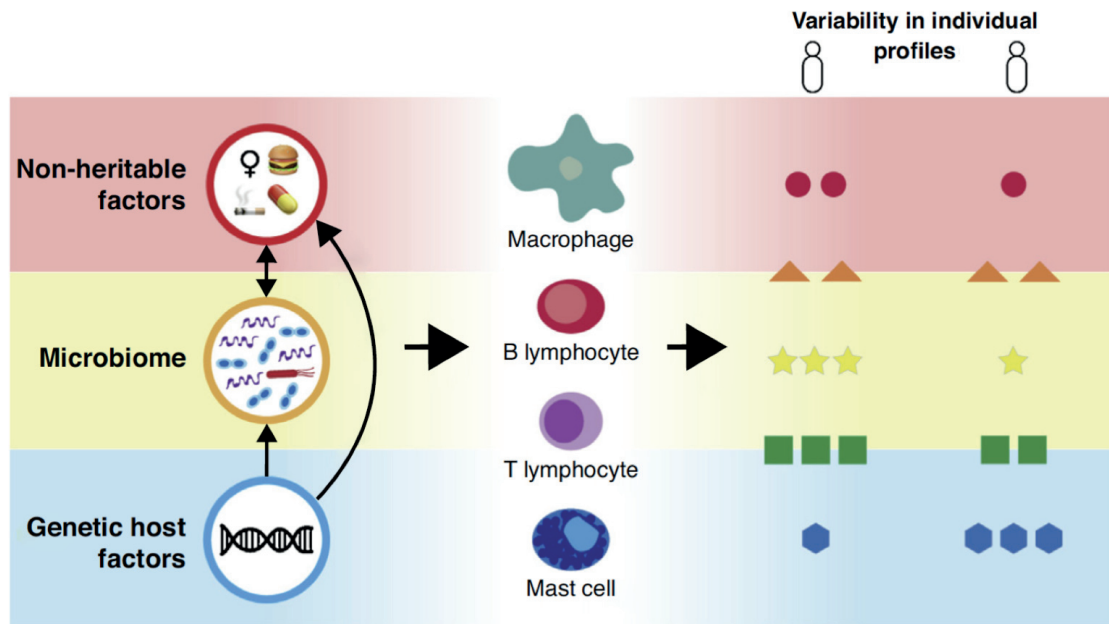 Variability in individual
profiles
Non-heritable
factors
Macrophage
Microbiome
B lymphocyte
T lymphocyte
Genetic host
factors
Mast cell